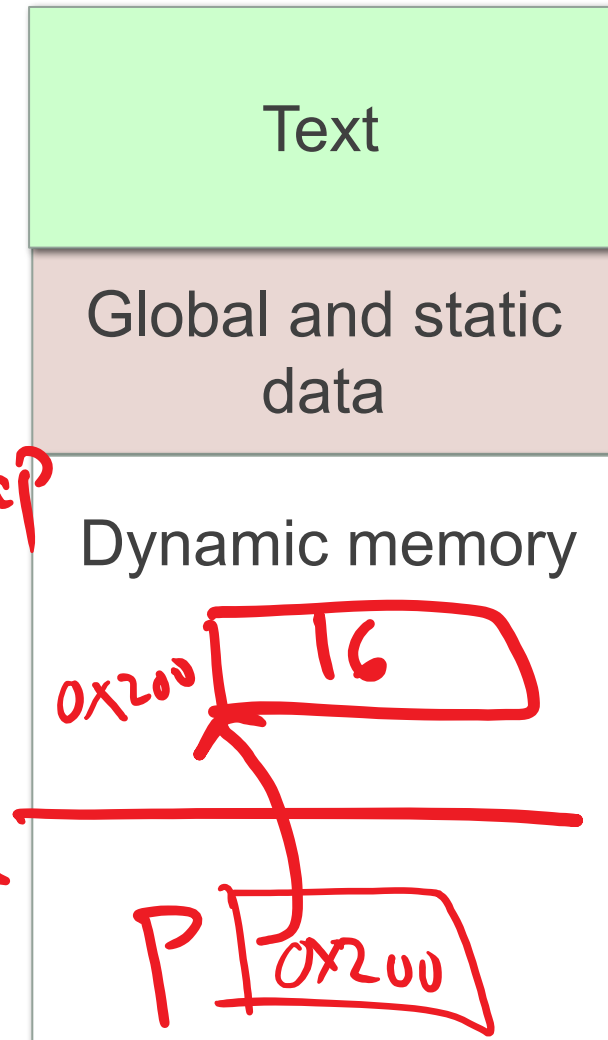 Text
Global and static
data
Dynamic memory
16
0x200
P 0x200